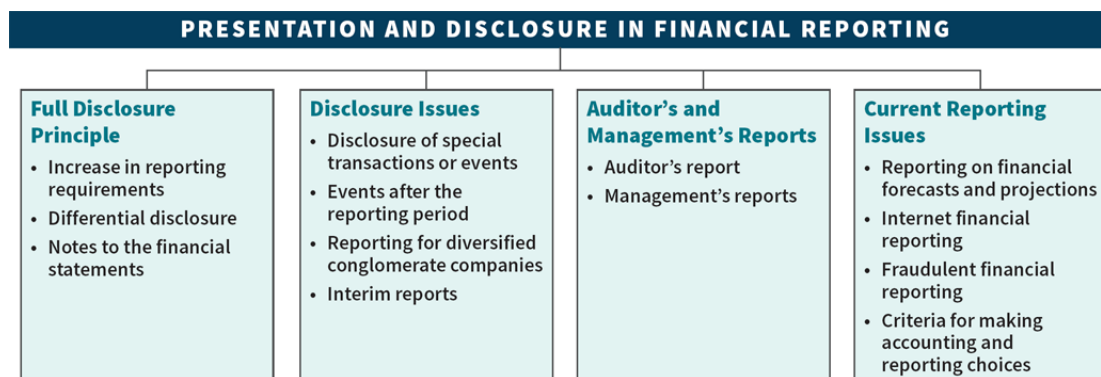 PRESENTATION AND DISCLOSURE IN FINANCIAL REPORTING
Full Disclosure
Principle
• Increase in reporting
requirements
• Differential disclosure
• Notes to the financial
statements
Disclosure Issues
• Disclosure of special
transactions or events
• Events after the
reporting period
• Reporting for diversified
conglomerate companies
• Interim reports
Auditor's and
Management's Reports
• Auditor's report
• Management's reports
Current Reporting
Issues
• Reporting on financial
forecasts and projections
• Internet financial
reporting
• Fraudulent financial
reporting
• Criteria for making
accounting and
reporting choices